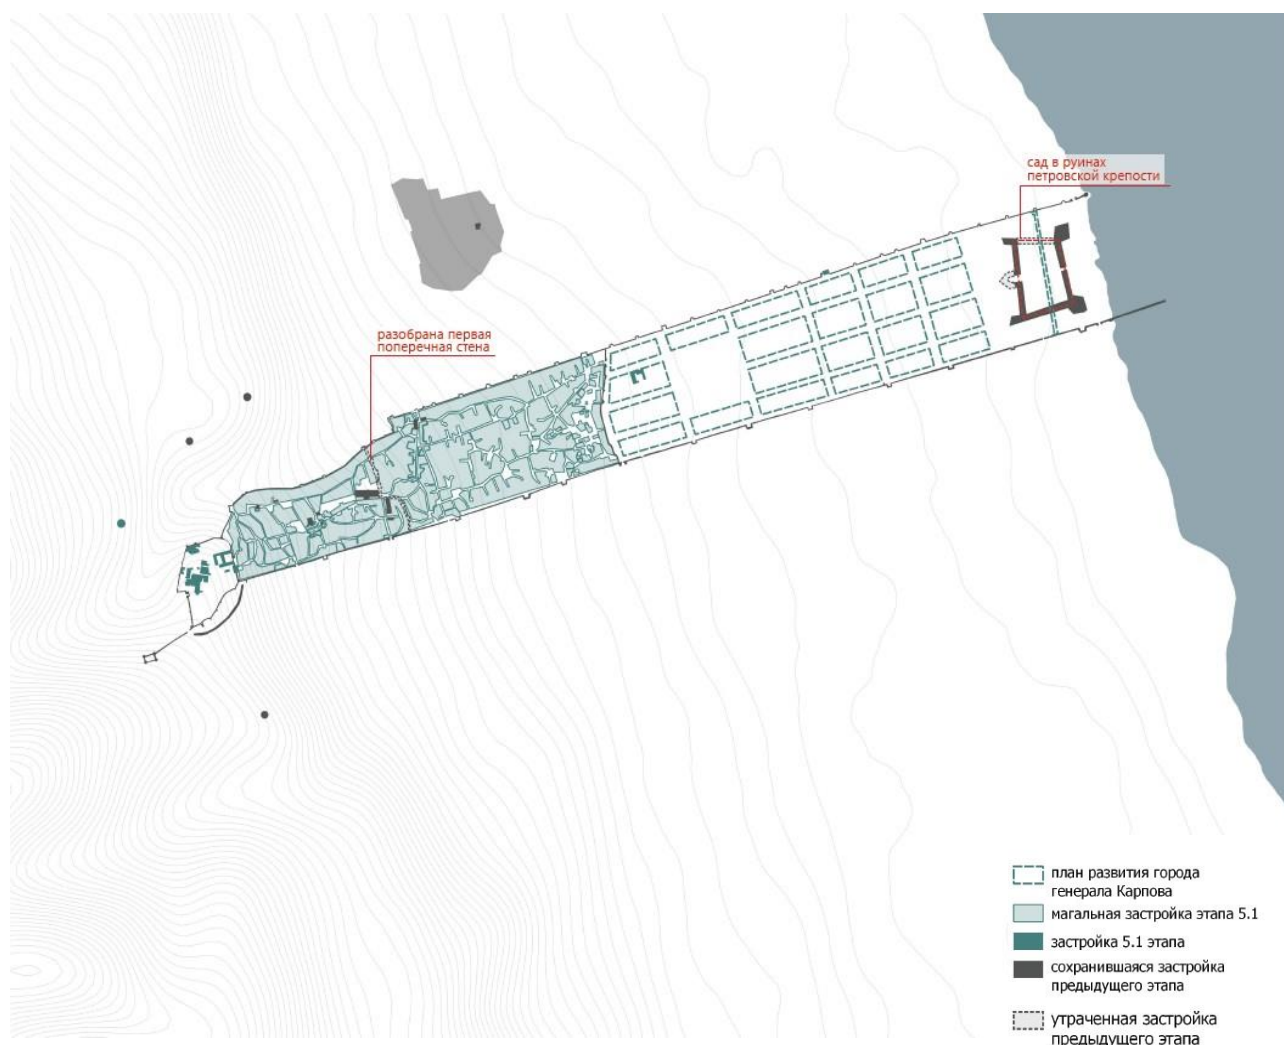 сад в руинах
петровской крепости
разобрана первая
поперечная стена
план развития города
генерала Карпова
магальная застройка этапа 5.1
застройка 5.1 этапа
сохранившаяся застройка
предыдущего этапа
утраченная застройка
предыдущего этапа